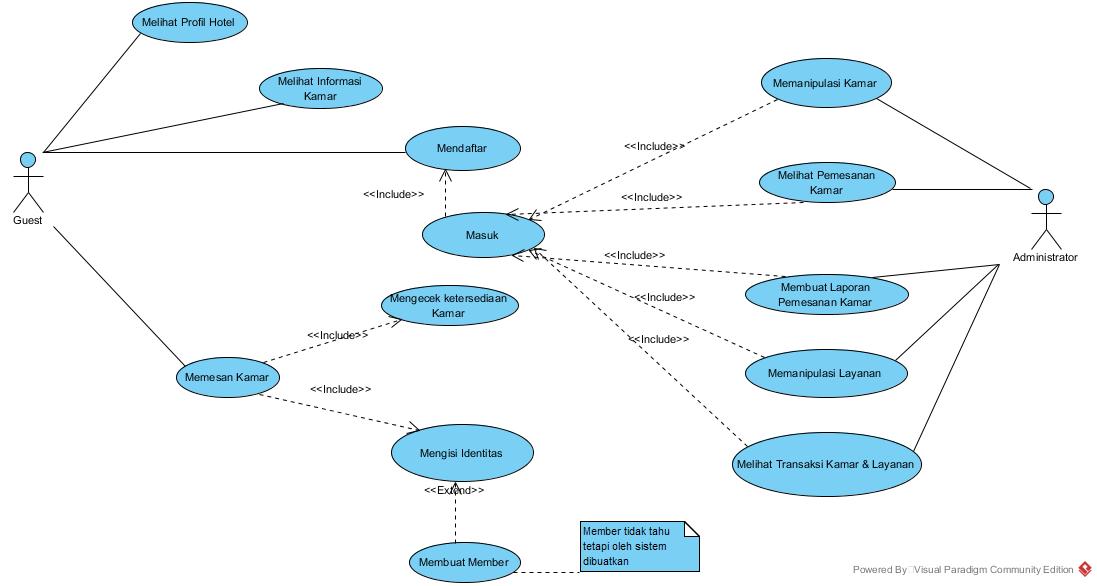 Melihat Profil Hotel
Melihat Informasi
Kamar
Mendaftar
<<Include>>
Guest
Masuk
Mengecek ketersediaan
Kamar
<<Include>>
Memesan Kamar
<<Include>>
Mengisi Identitas
<<Extend>>
Membuat Member
Member tidak tahu
tetapi oleh sistem
dibuatkan
Memanipulasi Kamar
<<Include>>
Melihat Pemesanan
Kamar
<<Include>>
Administrator
<<Include>>
Membuat Laporan
Pemesanan Kamar
<<Include>>
Memanipulasi Layanan
<<Include>>
Melihat Transaksi Kamar & Layanan
Powered By Visual Paradigm Community Edition